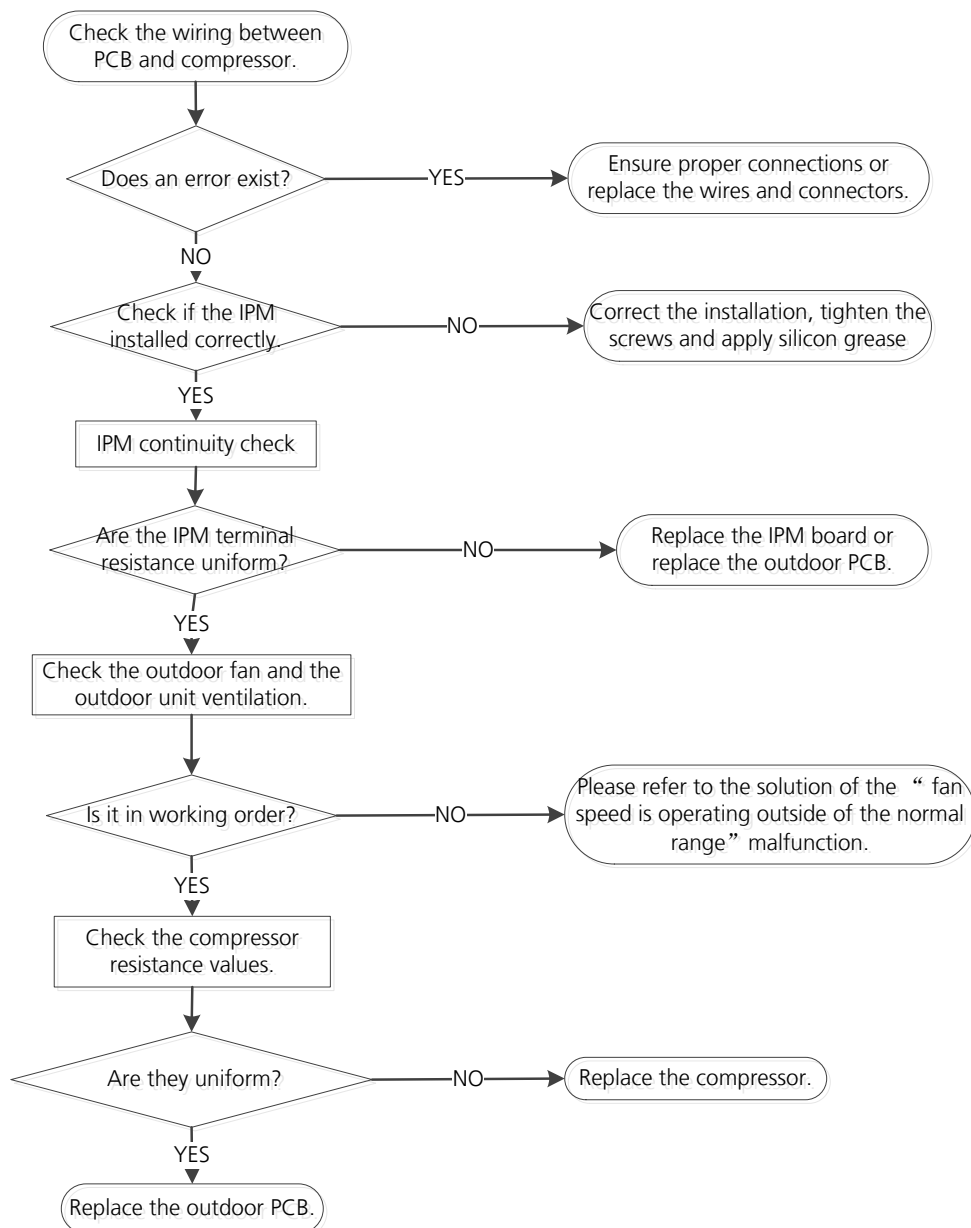 Check the wiring between
PCB and compressor.
Does an error exist?
YES
Ensure proper connections or
replace the wires and connectors.
NO
Check if the IPM
installed correctly.
NO
Correct the installation, tighten the
screws and apply silicon grease
YES
IPM continuity check
Are the IPM terminal
resistance uniform?
NO
Replace the IPM board or
replace the outdoor PCB.
YES
Check the outdoor fan and the
outdoor unit ventilation.
Is it in working order?
NO
Please refer to the solution of the “ fan
speed is operating outside of the normal
range” malfunction.
YES
Check the compressor
resistance values.
Are they uniform?
NO
Replace the compressor.
YES
Replace the outdoor PCB.